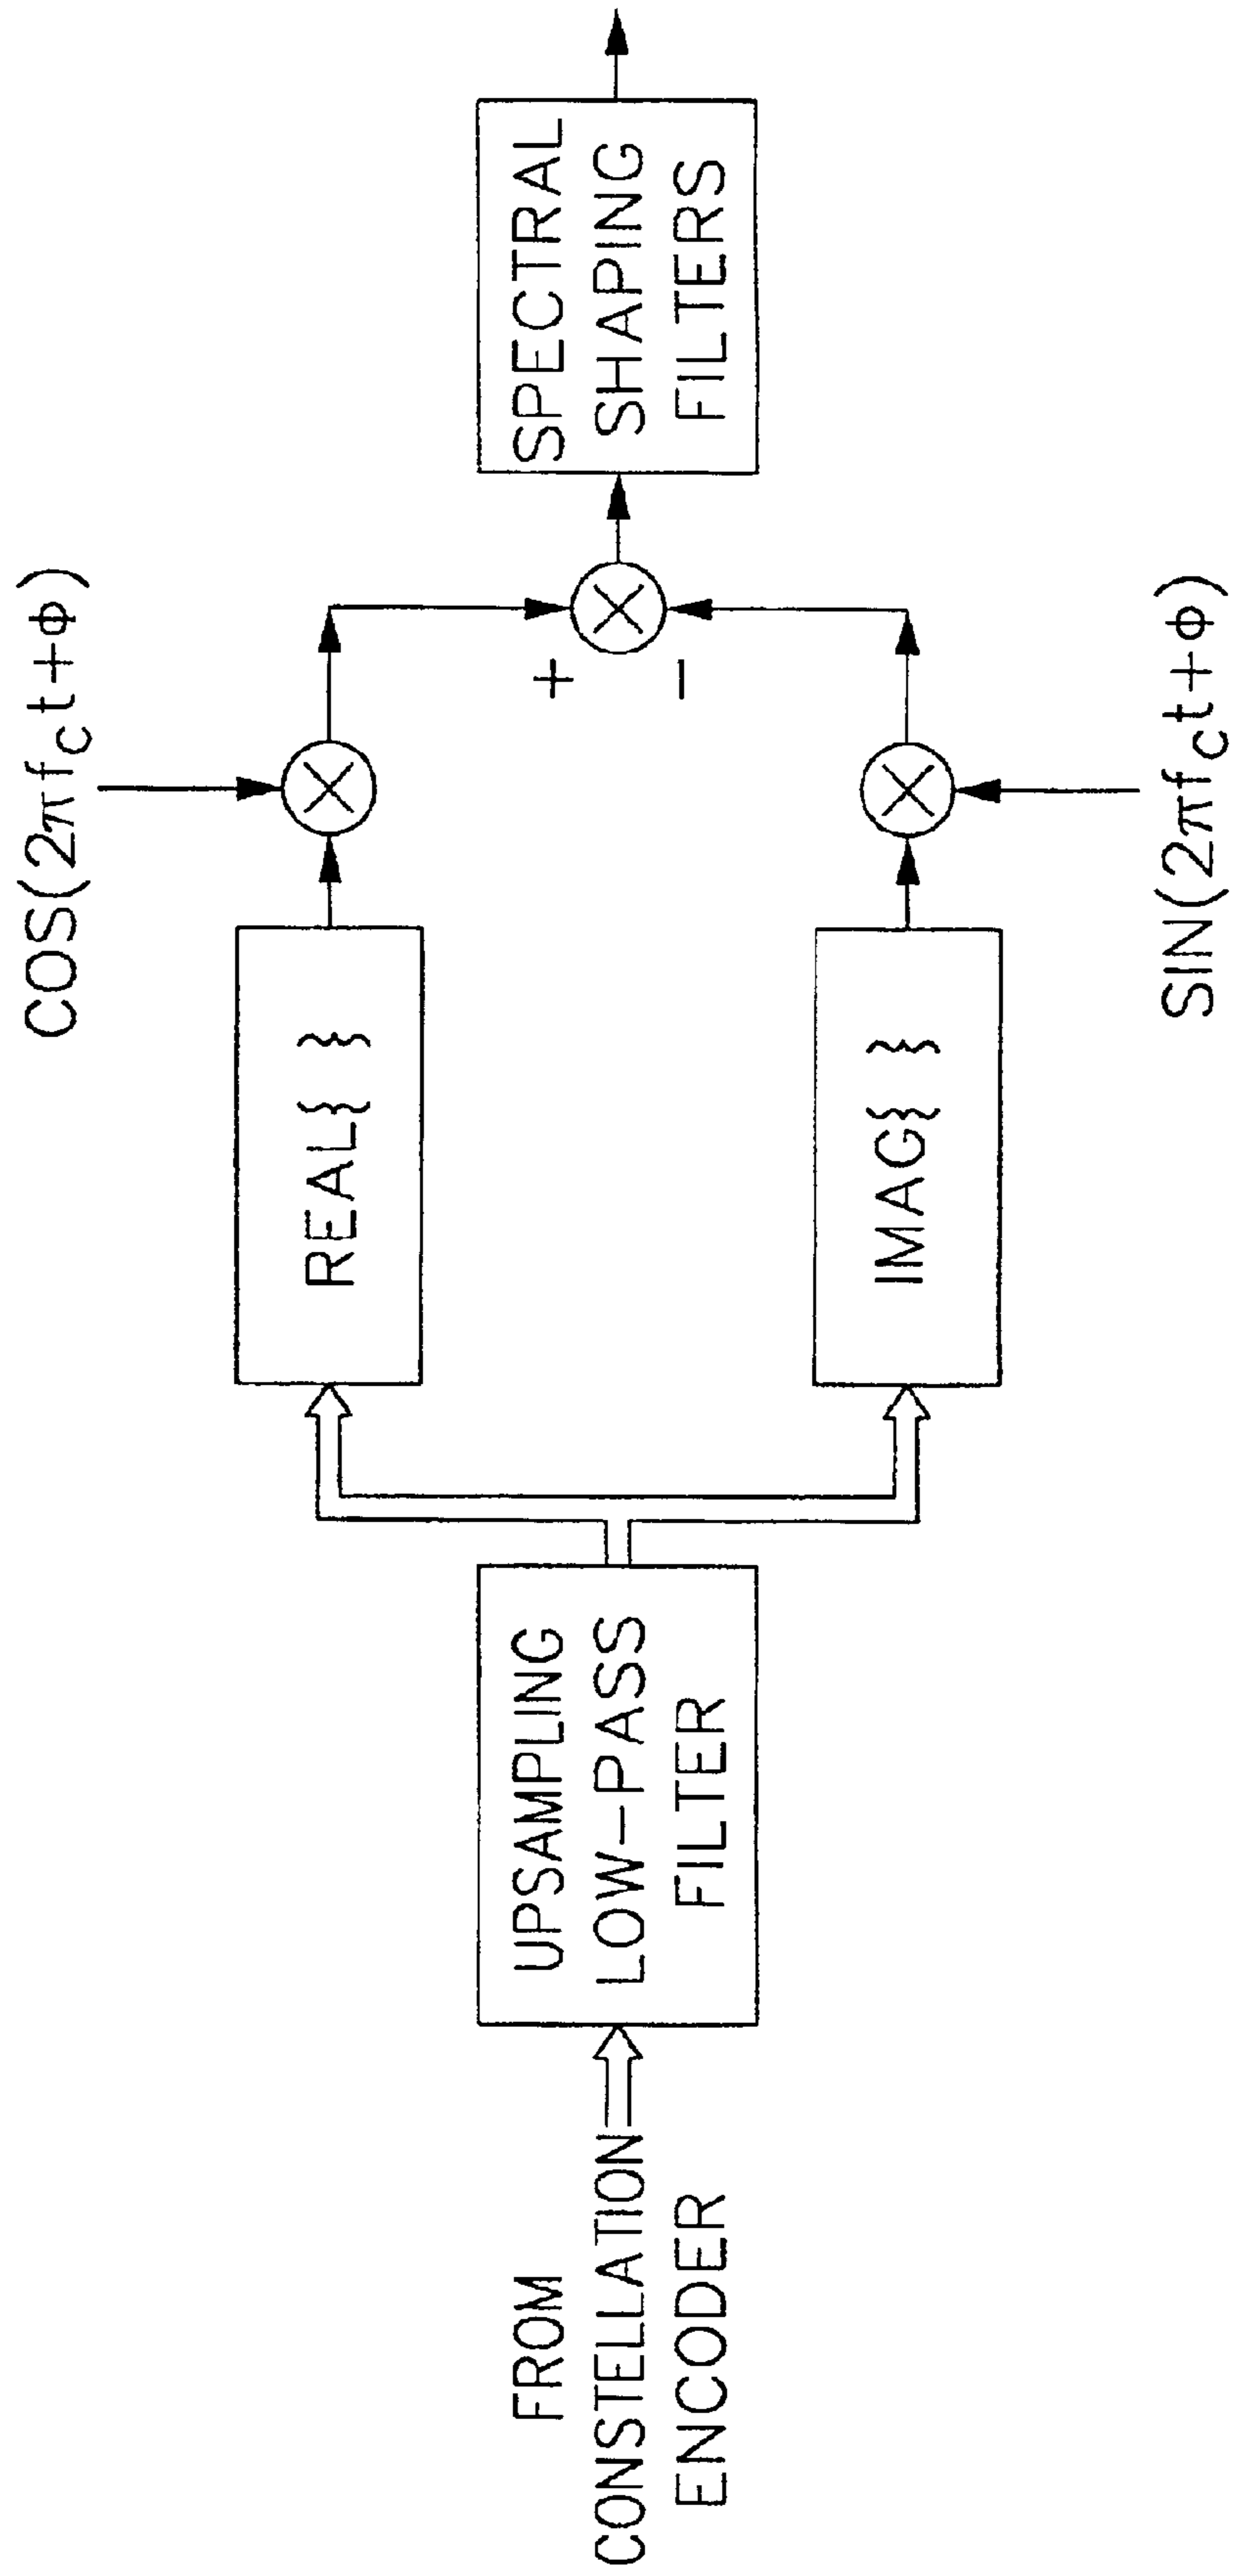 FROM
CONSTELLATION
ENCODER
UPSAMPLING
LOW-PASS
FILTER
REAL{ }
IMAG{ }
COS(2πf_ct+ϕ)
SIN(2πf_ct+ϕ)
+
−
SPECTRAL
SHAPING
FILTERS